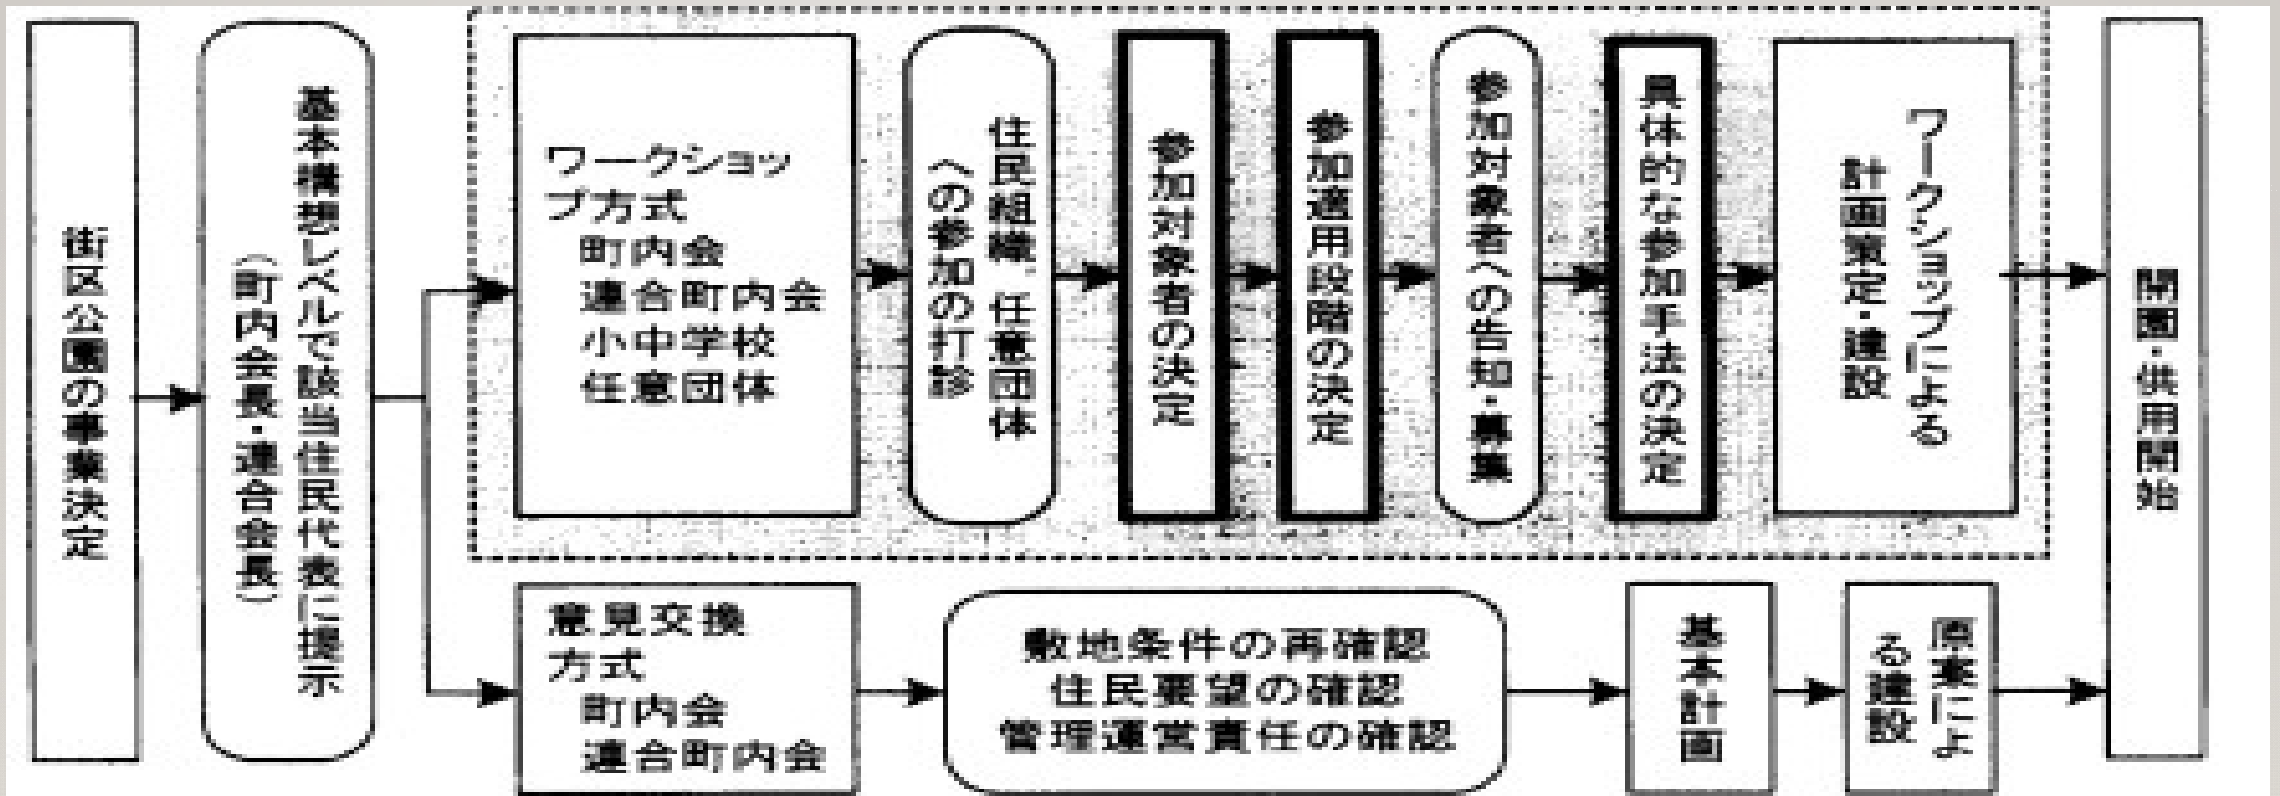 街区公園の事業決定
基本構想レベルで該当住民代表に提示
（町内会長・連合会長）
ワークショッ
プ方式
町内会
連合町内会
小中学校
任意団体
住民組織、任意団体
への参加の打診
参加対象者の決定
参加適用段階の決定
参加対象者への告知・募集
具体的な参加手法の決定
ワークショップによる
計画策定・建設
意見交換
方式
町内会
連合町内会
敷地条件の再確認
住民要望の確認
管理運営責任の確認
基本計画
原案によ
る建設
開園・供用開始